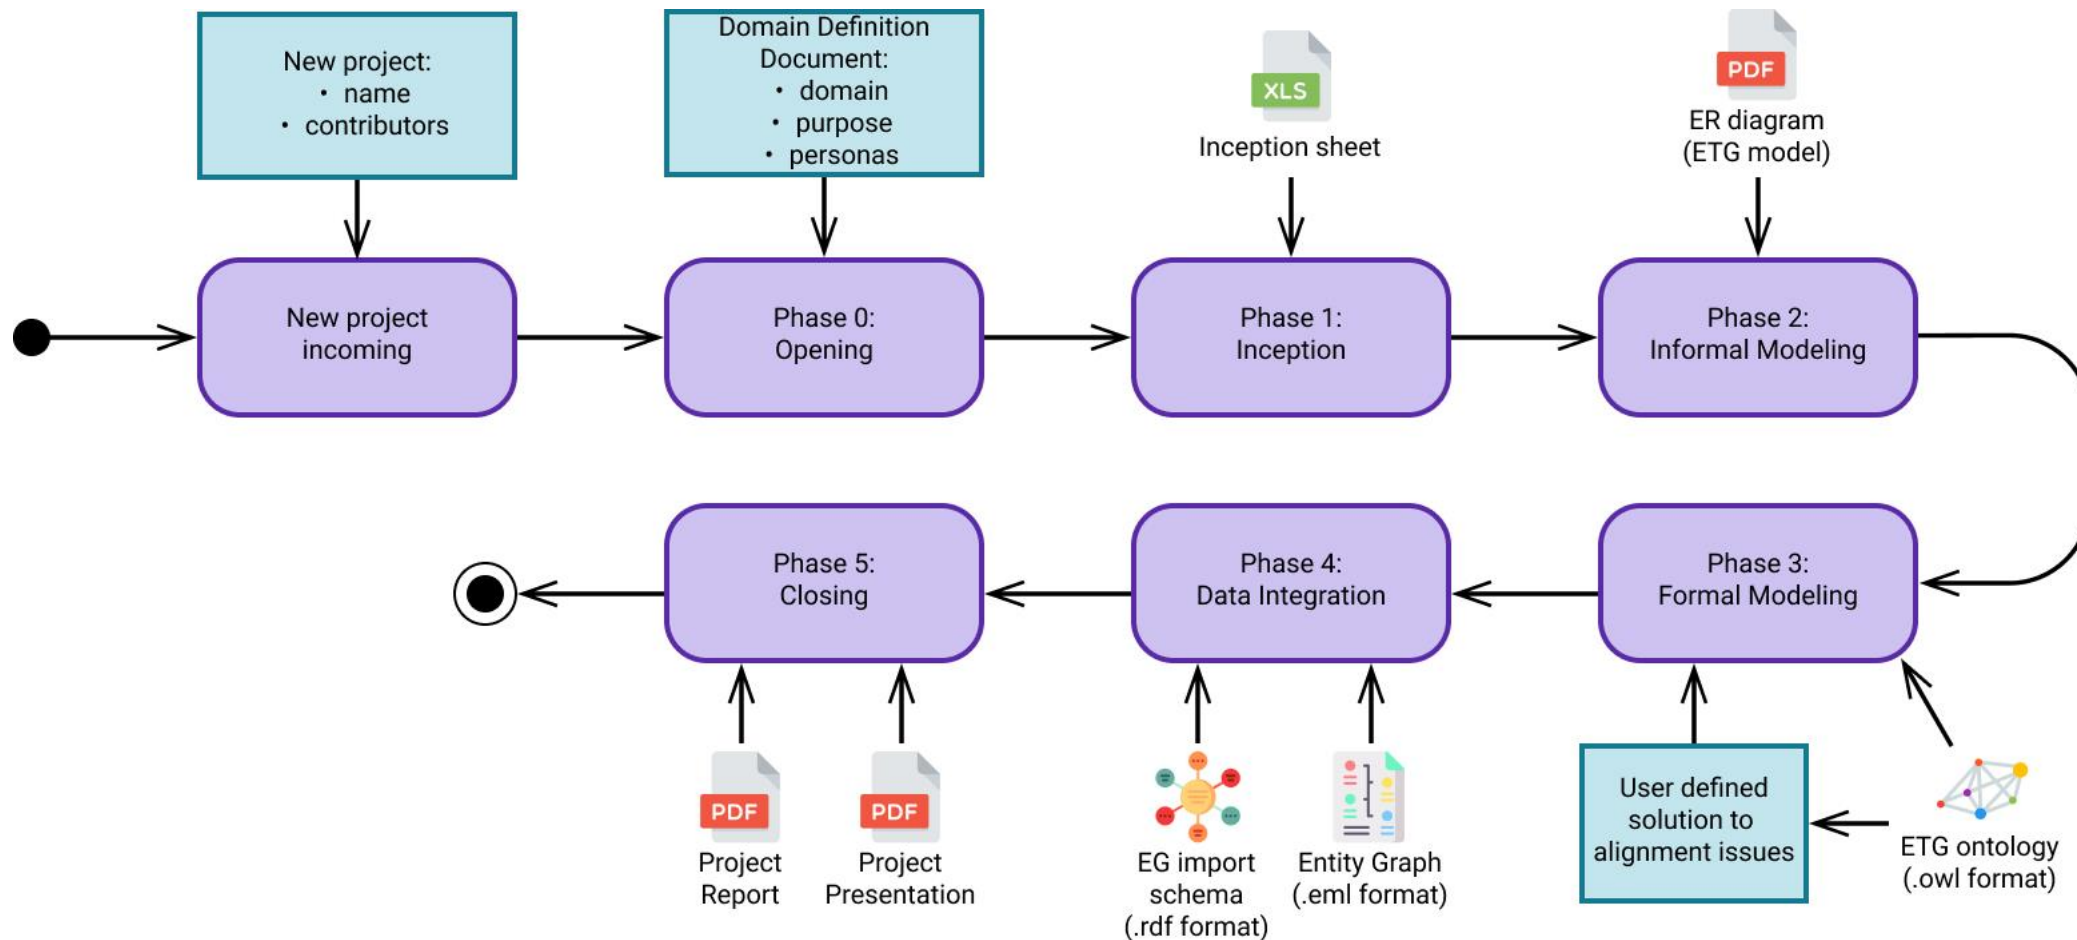 New project:
• name
• contributors
Domain Definition
Document:
• domain
• purpose
• personas
XLS
Inception sheet
PDF
ER diagram
(ETG model)
New project
incoming
Phase 0:
Opening
Phase 1:
Inception
Phase 2:
Informal Modeling
Phase 5:
Closing
Phase 4:
Data Integration
Phase 3:
Formal Modeling
PDF
Project
Report
PDF
Project
Presentation
EG import
schema
(.rdf format)
Entity Graph
(.eml format)
User defined
solution to
alignment issues
ETG ontology
(.owl format)